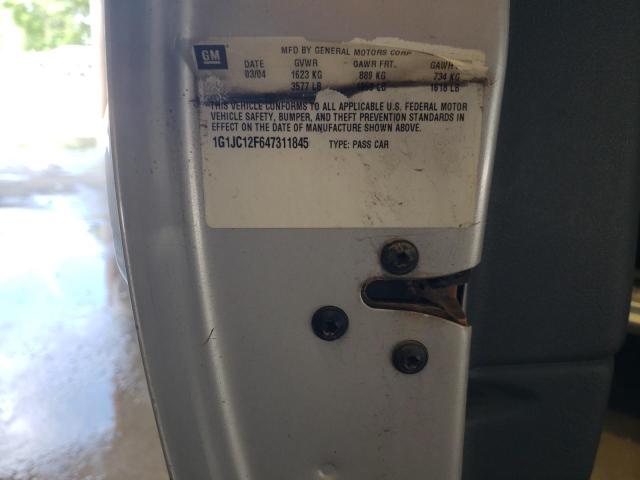 GM
MFD BY GENERAL MOTORS CORP
DATE GVWR GAWR FRT. GAWR
03/04 1623 KG 889 KG 734 KG
3577 LB LB 1618 LB
THIS VEHICLE CONFORMS TO ALL APPLICABLE U.S. FEDERAL MOTOR
VEHICLE SAFETY, BUMPER, AND THEFT PREVENTION STANDARDS IN
EFFECT ON THE DATE OF MANUFACTURE SHOWN ABOVE.
1G1JC12F647311845 TYPE: PASS CAR